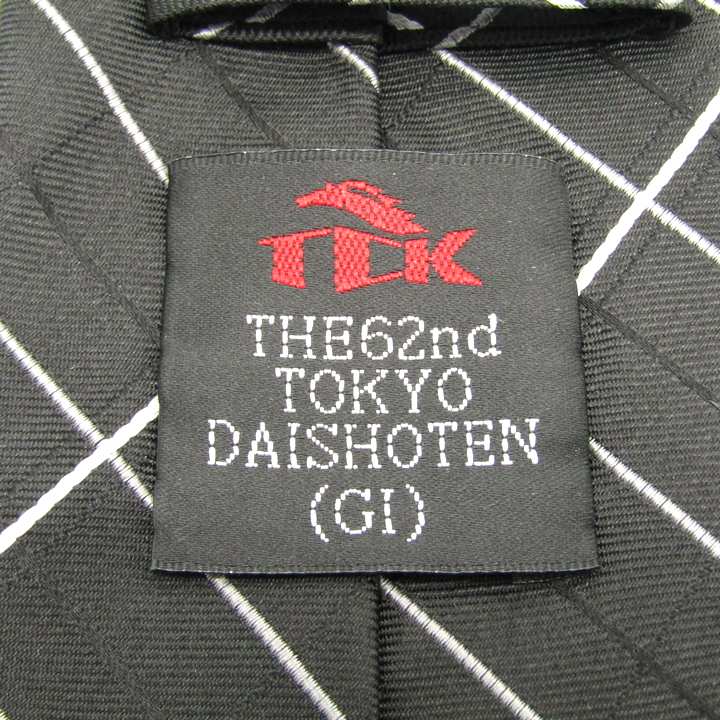 TCK
THE62nd
TOKYO
DAISHOTEN
(GI)